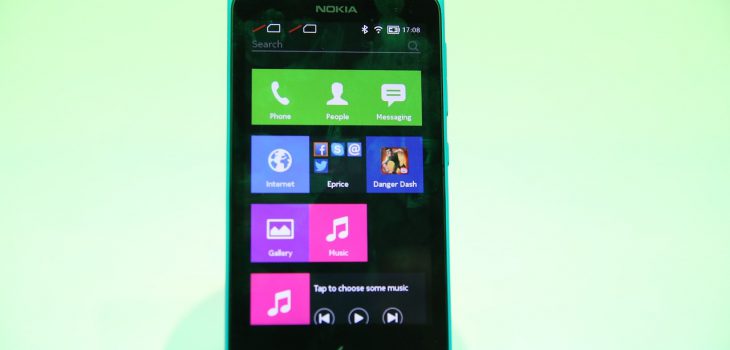 NOKIA
17:08
Search
Phone People Messaging
Internet Eprice Danger Dash
Gallery Music
Tap to choose some music